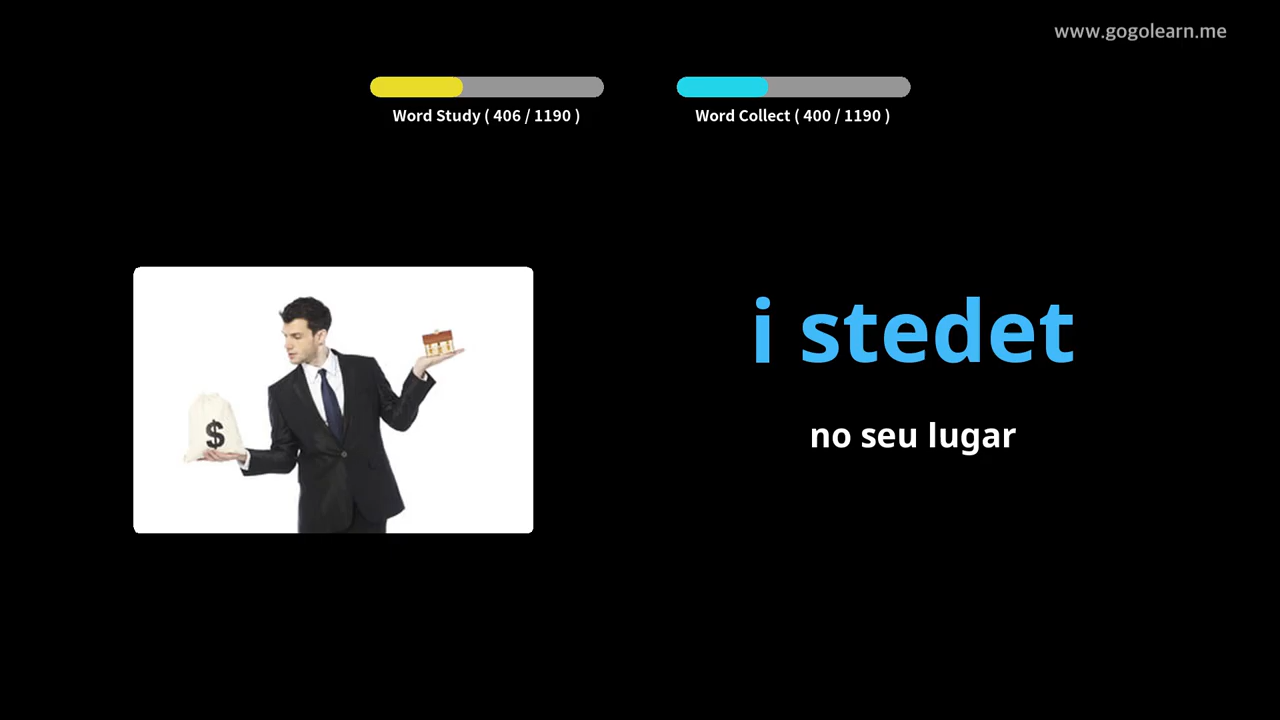 www.gogolearn.me
Word Study ( 406 / 1190 )
Word Collect ( 400 / 1190 )
i stedet
$
no seu lugar